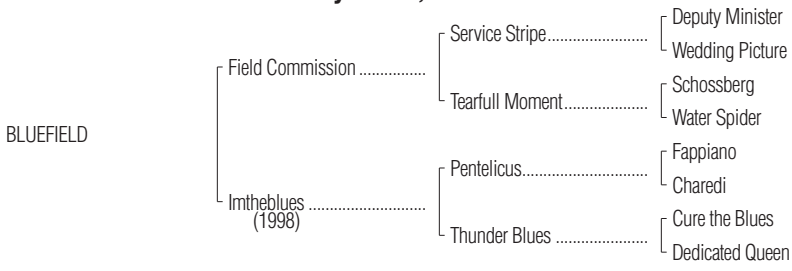 Deputy Minister
Service Stripe......................
Wedding Picture
Field Commission ................
Schossberg
Tearfull Moment....................
Water Spider
BLUEFIELD
Fappiano
Pentelicus.............................
Charedi
Imtheblues ...........................
(1998)
Cure the Blues
Thunder Blues ......................
Dedicated Queen